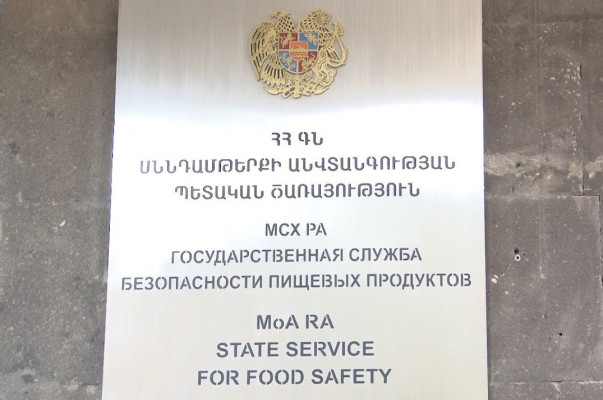 ՀՀ ԳՆ
ՍՆՆԴԱՄԹԵՐՔԻ ԱՆՎՏԱՆԳՈՒԹՅԱՆ
ՊԵՏԱԿԱՆ ԾԱՌԱՅՈՒԹՅՈՒՆ
МСХ РА
ГОСУДАРСТВЕННАЯ СЛУЖБА
БЕЗОПАСНОСТИ ПИЩЕВЫХ ПРОДУКТОВ
MoA RA
STATE SERVICE
FOR FOOD SAFETY